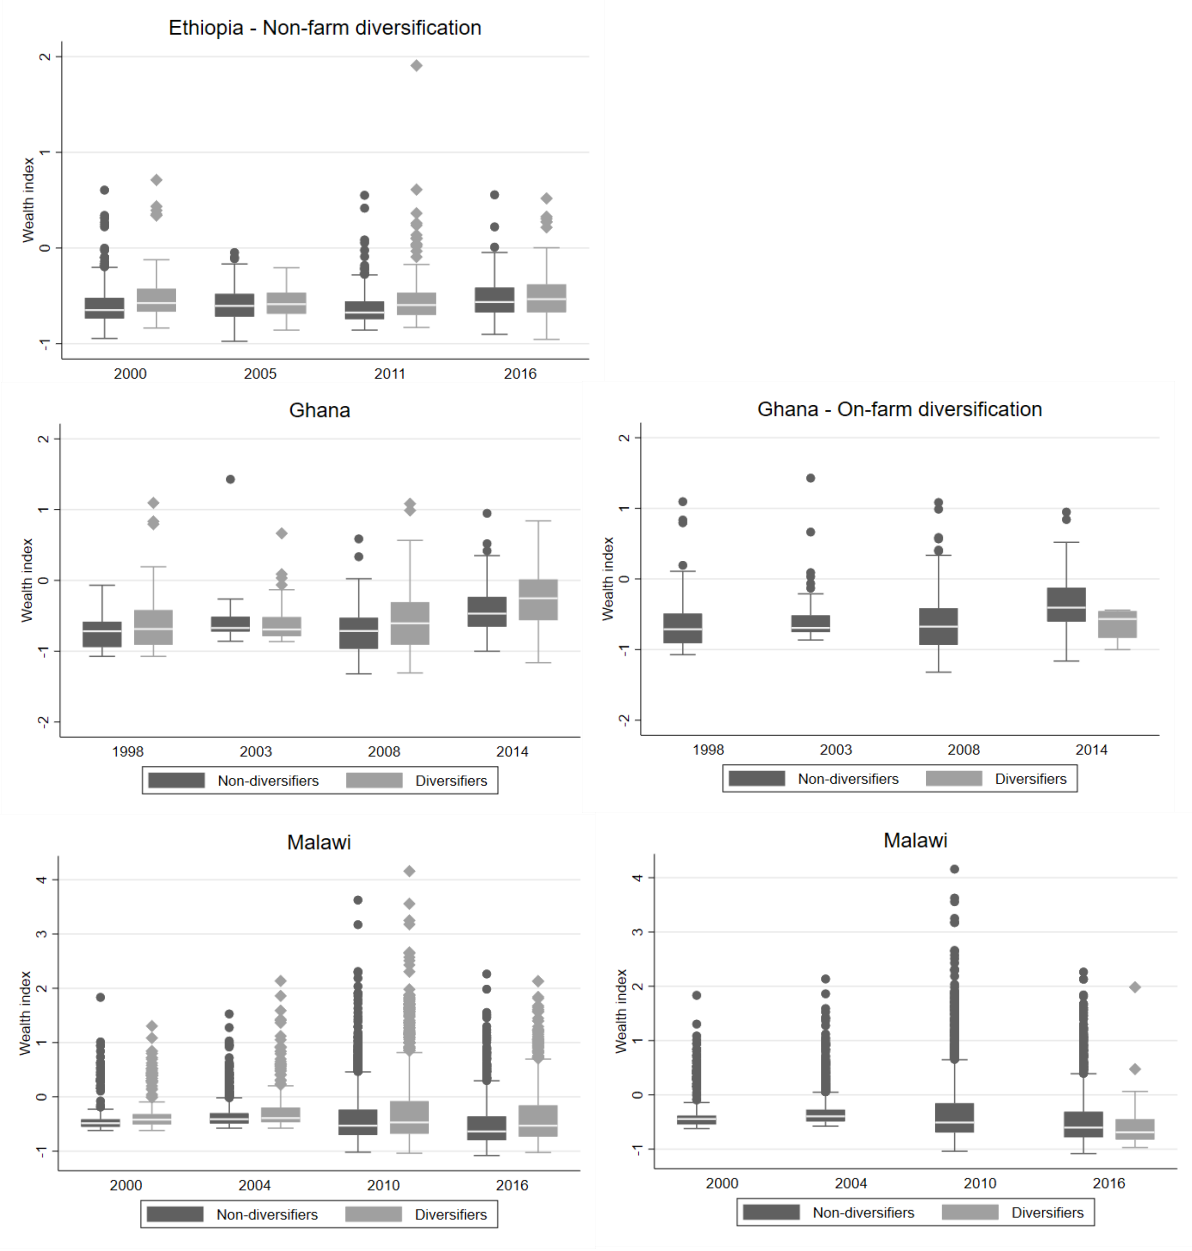 Ethiopia - Non-farm diversification
Wealth index
2
1
0
-1
2000 2005 2011 2016
Ghana
Wealth index
2
1
0
-1
-2
1998 2003 2008 2014
Non-diversifiers Diversifiers
Ghana - On-farm diversification
Wealth index
2
1
0
-1
-2
1998 2003 2008 2014
Non-diversifiers Diversifiers
Malawi
Wealth index
4
3
2
1
0
-1
2000 2004 2010 2016
Non-diversifiers Diversifiers
Malawi
Wealth index
4
3
2
1
0
-1
2000 2004 2010 2016
Non-diversifiers Diversifiers